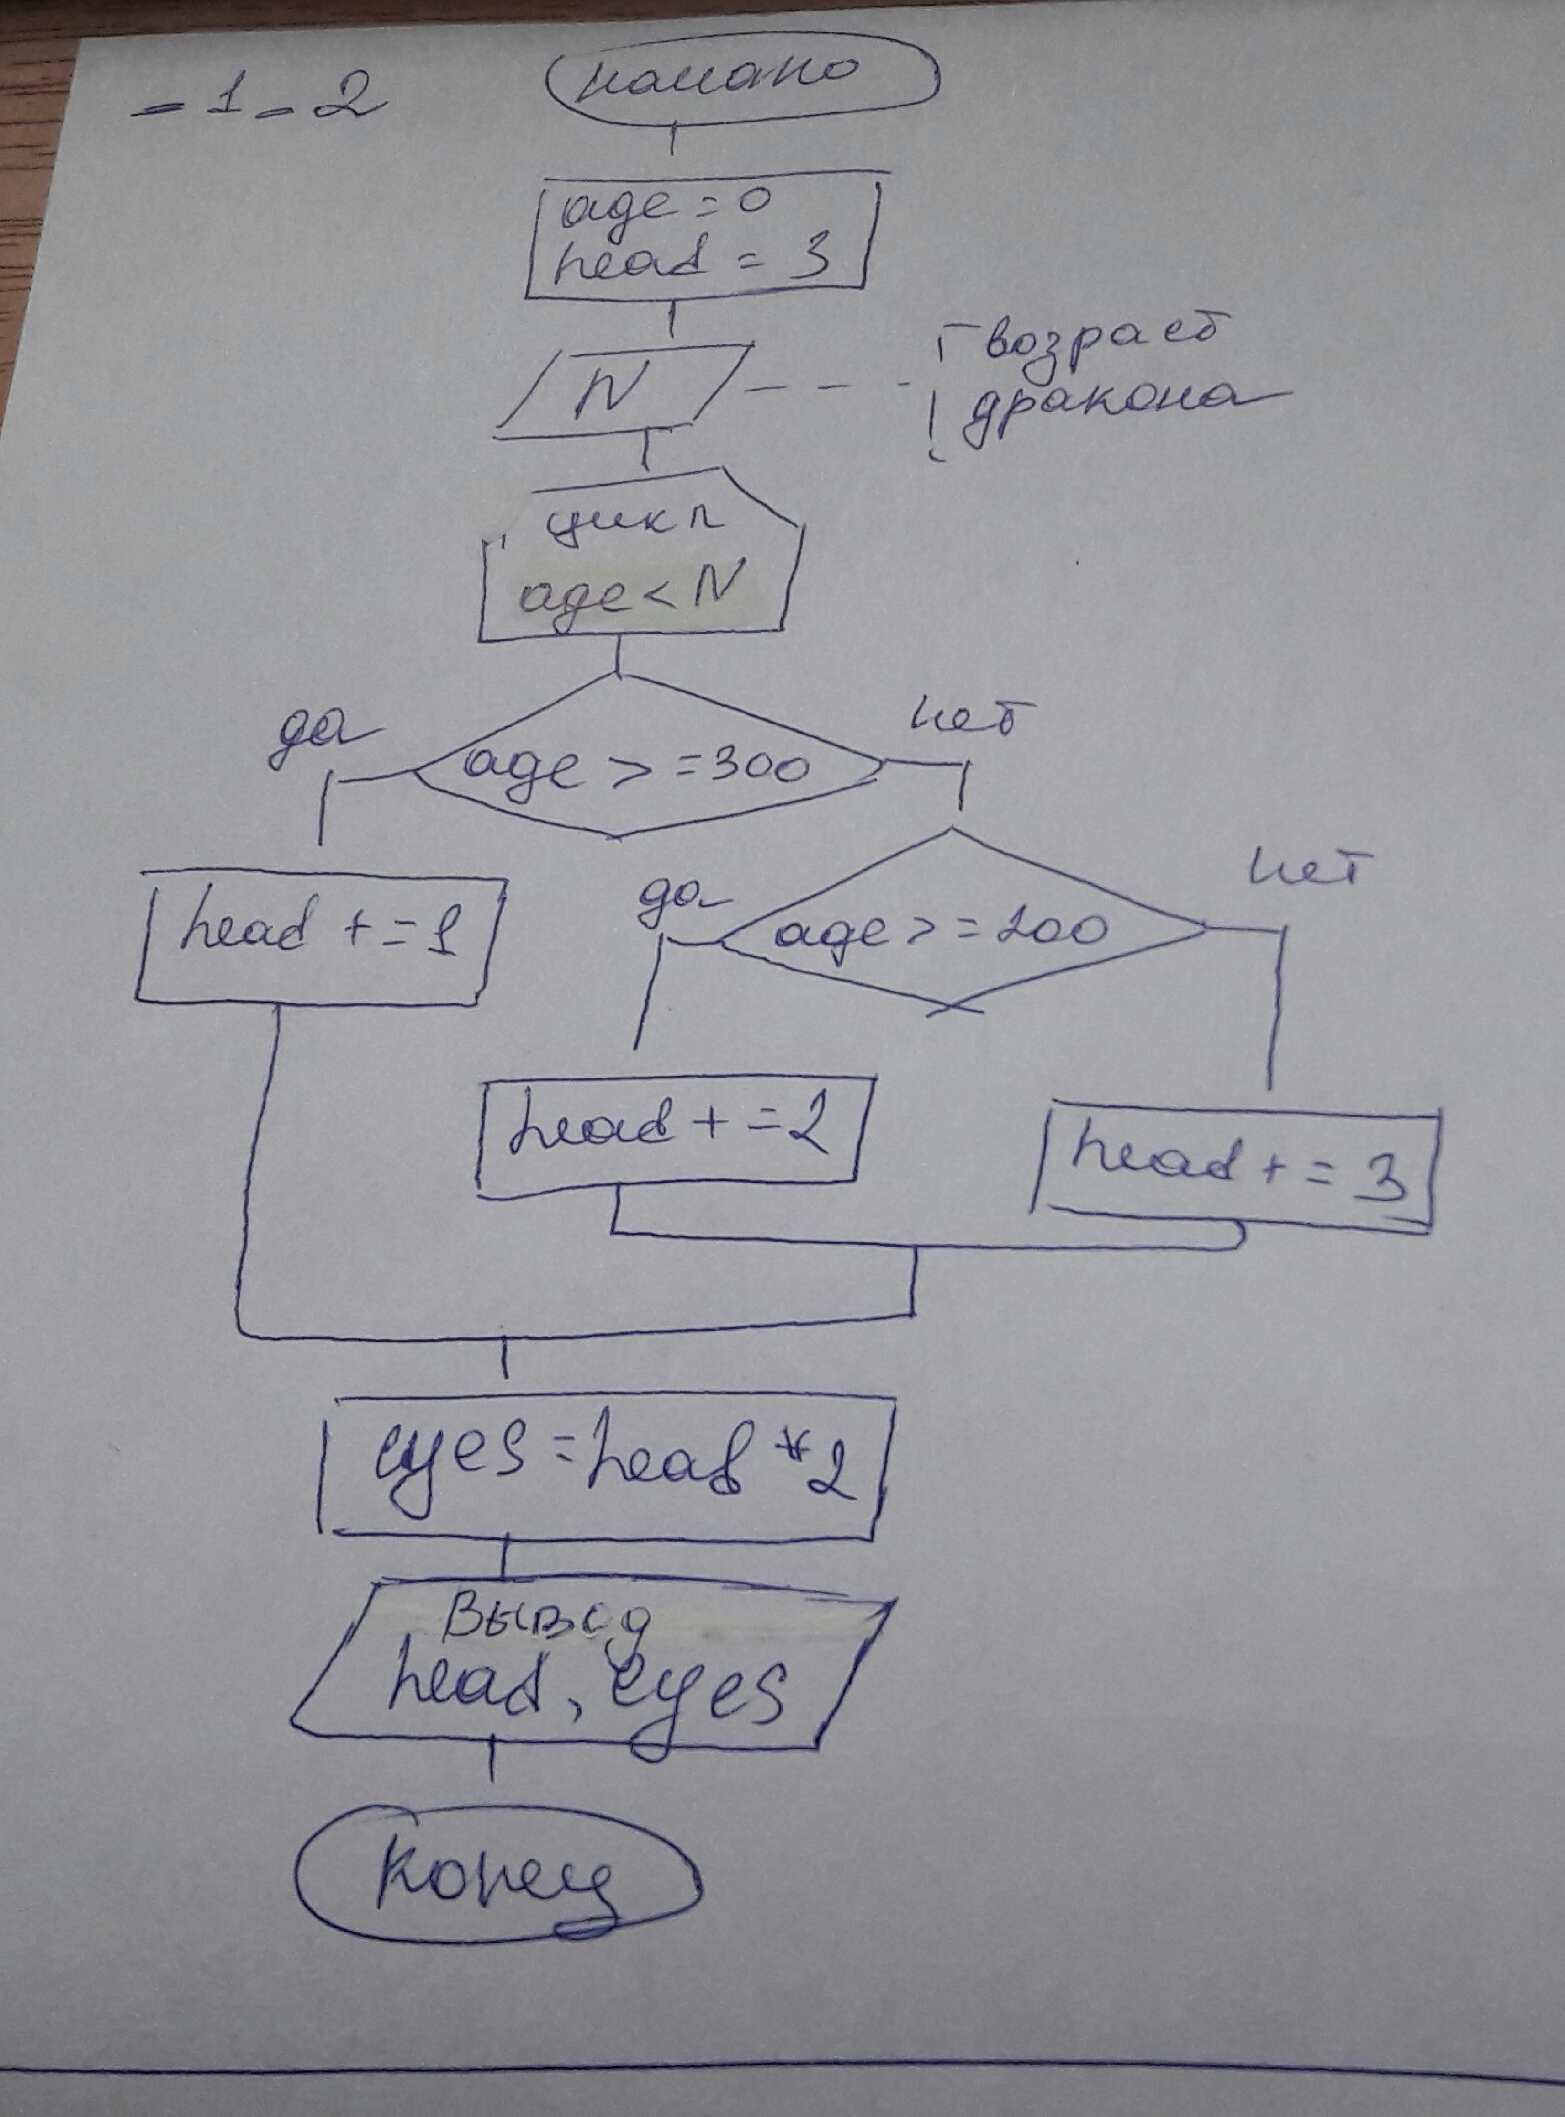 - 1 - 2
начало
age = 0
head = 3
N
возраст
дракона
цикл
age < N
да
нет
age >= 300
head += 1
да
нет
age >= 200
head += 2
head += 3
eyes = head * 2
Вывод
head, eyes
конец